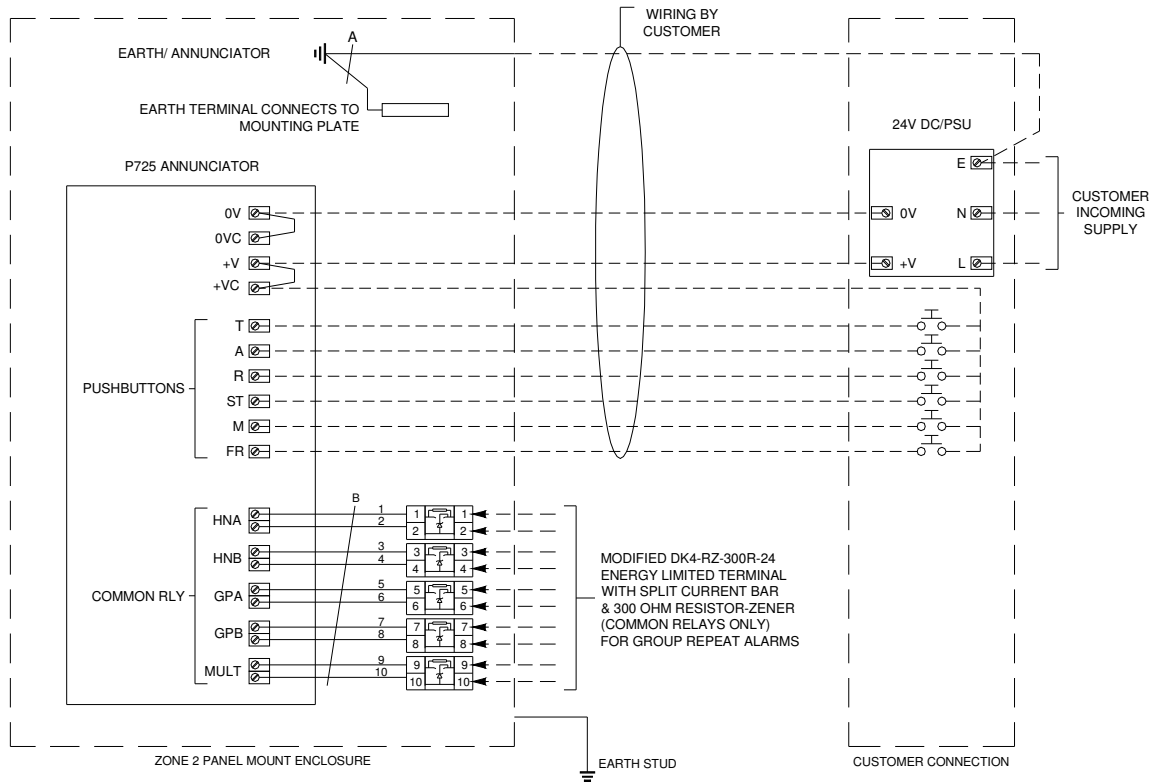 WIRING BY
CUSTOMER
A
EARTH/ ANNUNCIATOR
EARTH TERMINAL CONNECTS TO
MOUNTING PLATE
24V DC/PSU
P725 ANNUNCIATOR
E
0V
0V
N
CUSTOMER
INCOMING
SUPPLY
0VC
+V
+V
L
+VC
PUSHBUTTONS
T
A
R
ST
M
FR
B
COMMON RLY
HNA
1
1
1
2
2
2
HNB
3
3
3
4
4
4
GPA
5
5
5
6
6
6
GPB
7
7
7
8
8
8
MULT
9
9
9
10
10
10
MODIFIED DK4-RZ-300R-24
ENERGY LIMITED TERMINAL
WITH SPLIT CURRENT BAR
& 300 OHM RESISTOR-ZENER
(COMMON RELAYS ONLY)
FOR GROUP REPEAT ALARMS
ZONE 2 PANEL MOUNT ENCLOSURE
EARTH STUD
CUSTOMER CONNECTION